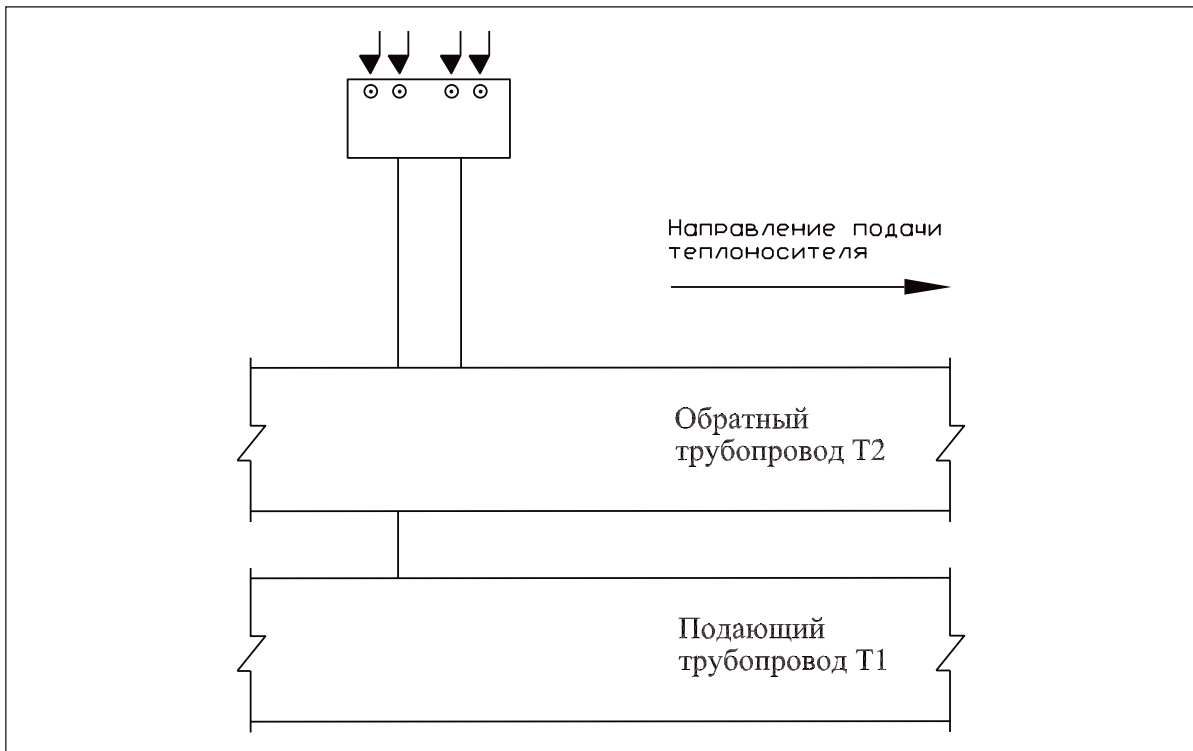 Направление подачи
теплоносителя
Обратный
трубопровод Т2
Подающий
трубопровод Т1